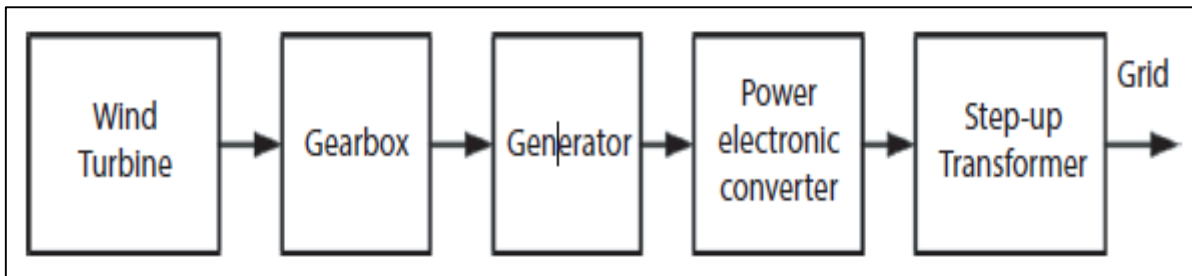 Wind
Turbine
Gearbox
Generator
Power
electronic
converter
Step-up
Transformer
Grid